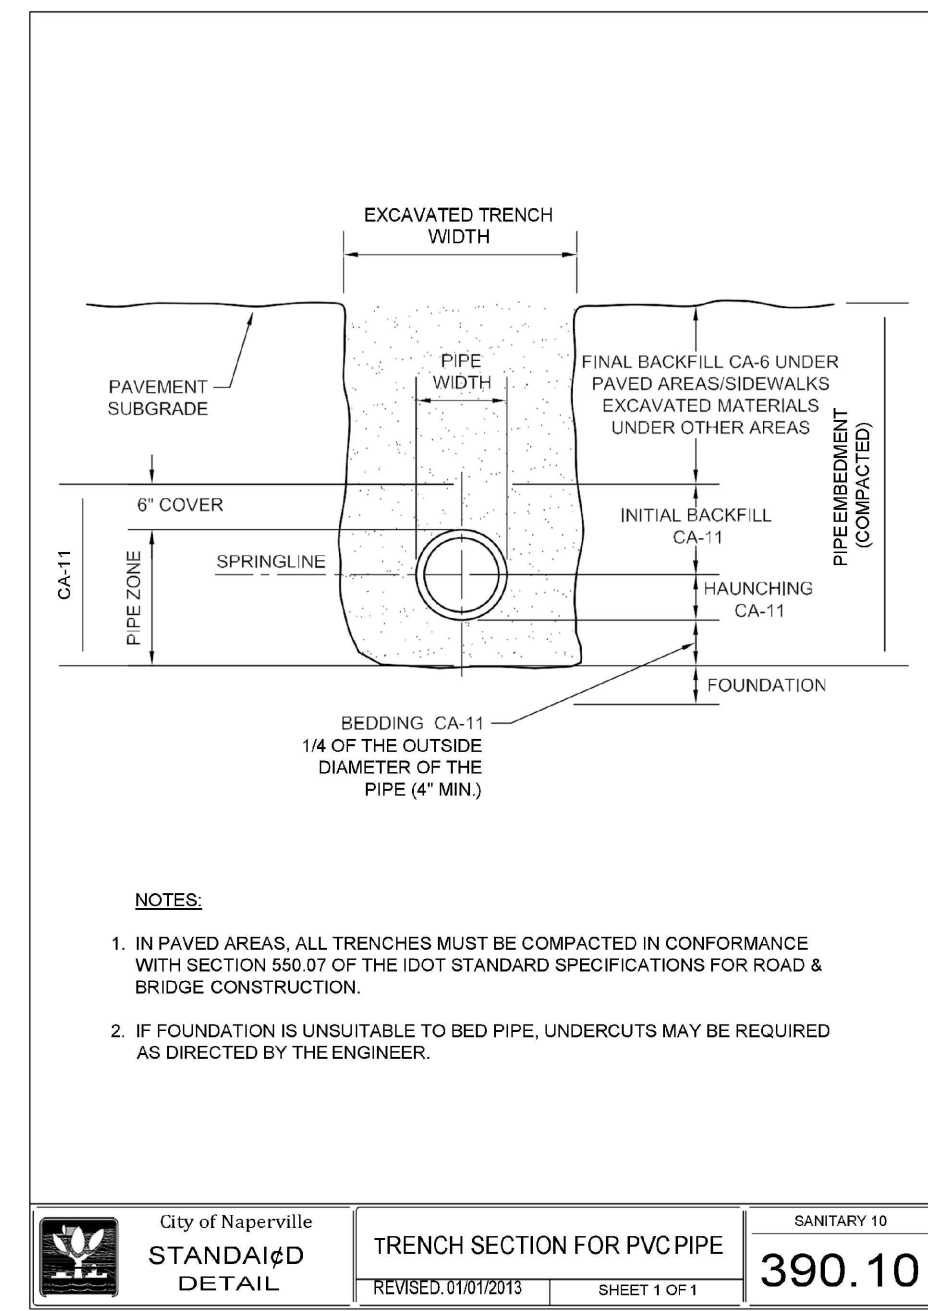 EXCAVATED TRENCH
WIDTH
PIPE
WIDTH
FINAL BACKFILL CA-6 UNDER
PAVED AREAS/SIDEWALKS
EXCAVATED MATERIALS
UNDER OTHER AREAS
PAVEMENT
SUBGRADE
PIPE EMBEDMENT
(COMPACTED)
6" COVER
INITIAL BACKFILL
CA-11
CA-11
PIPE ZONE
SPRINGLINE
HAUNCHING
CA-11
FOUNDATION
BEDDING CA-11
1/4 OF THE OUTSIDE
DIAMETER OF THE
PIPE (4" MIN.)
NOTES:
1. IN PAVED AREAS, ALL TRENCHES MUST BE COMPACTED IN CONFORMANCE
WITH SECTION 550.07 OF THE IDOT STANDARD SPECIFICATIONS FOR ROAD &
BRIDGE CONSTRUCTION.
2. IF FOUNDATION IS UNSUITABLE TO BED PIPE, UNDERCUTS MAY BE REQUIRED
AS DIRECTED BY THE ENGINEER.
City of Naperville
STANDAI¢D
DETAIL
TRENCH SECTION FOR PVC PIPE
REVISED. 01/01/2013
SHEET 1 OF 1
SANITARY 10
390.10